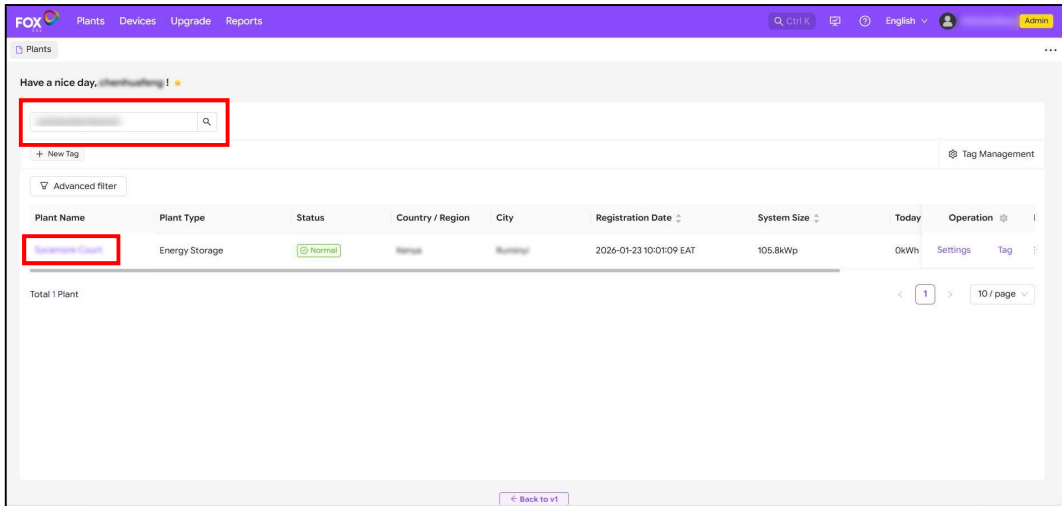 FOX ESS Plants Devices Upgrade Reports Ctrl K English Admin
Plants
Have a nice day, !
+ New Tag Tag Management
Advanced filter
Plant Name Plant Type Status Country / Region City Registration Date System Size Today Operation
Energy Storage Normal 2026-01-23 10:01:09 EAT 105.8kWp 0kWh Settings Tag
Total 1 Plant < 1 > 10 / page
← Back to v1